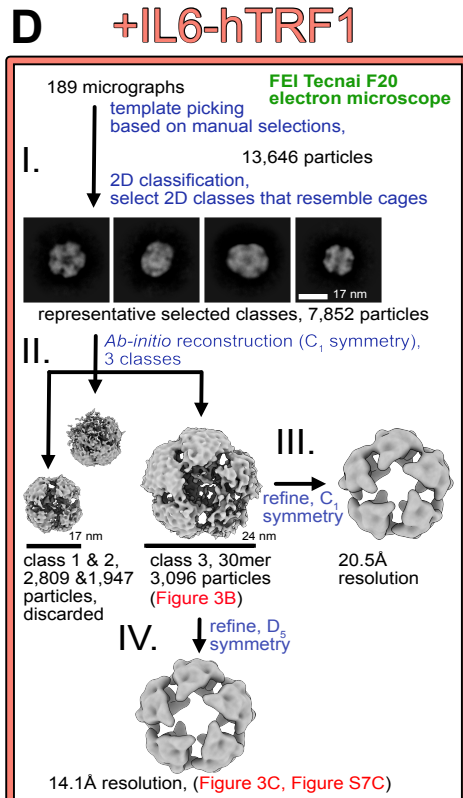 D +IL6-hTRF1
189 micrographs
FEI Tecnai F20
electron microscope
template picking
based on manual selections,
I.
13,646 particles
2D classification,
select 2D classes that resemble cages
17 nm
representative selected classes, 7,852 particles
II.
Ab-initio reconstruction (C1 symmetry),
3 classes
III.
refine, C1
symmetry
17 nm
24 nm
class 1 & 2,
2,809 &1,947
particles,
discarded
class 3, 30mer
3,096 particles
(Figure 3B)
20.5Å
resolution
IV.
refine, D5
symmetry
14.1Å resolution, (Figure 3C, Figure S7C)